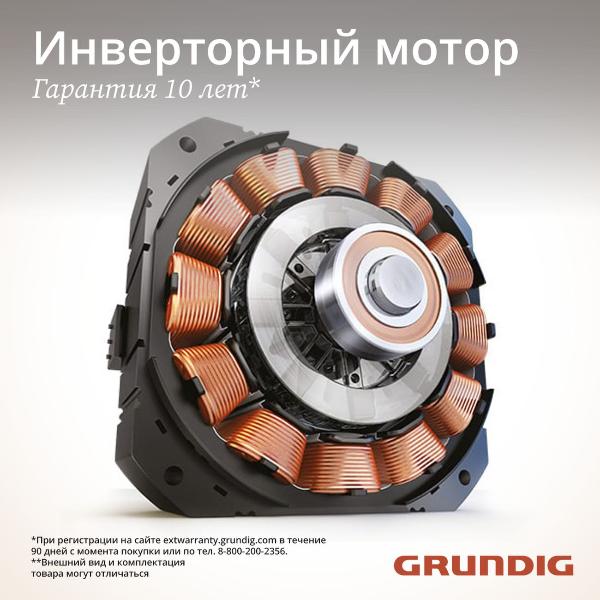 Инверторный мотор
Гарантия 10 лет*
*При регистрации на сайте extwarranty.grundig.com в течение
90 дней с момента покупки или по тел. 8-800-200-2356.
**Внешний вид и комплектация
товара могут отличаться
GRUNDIG